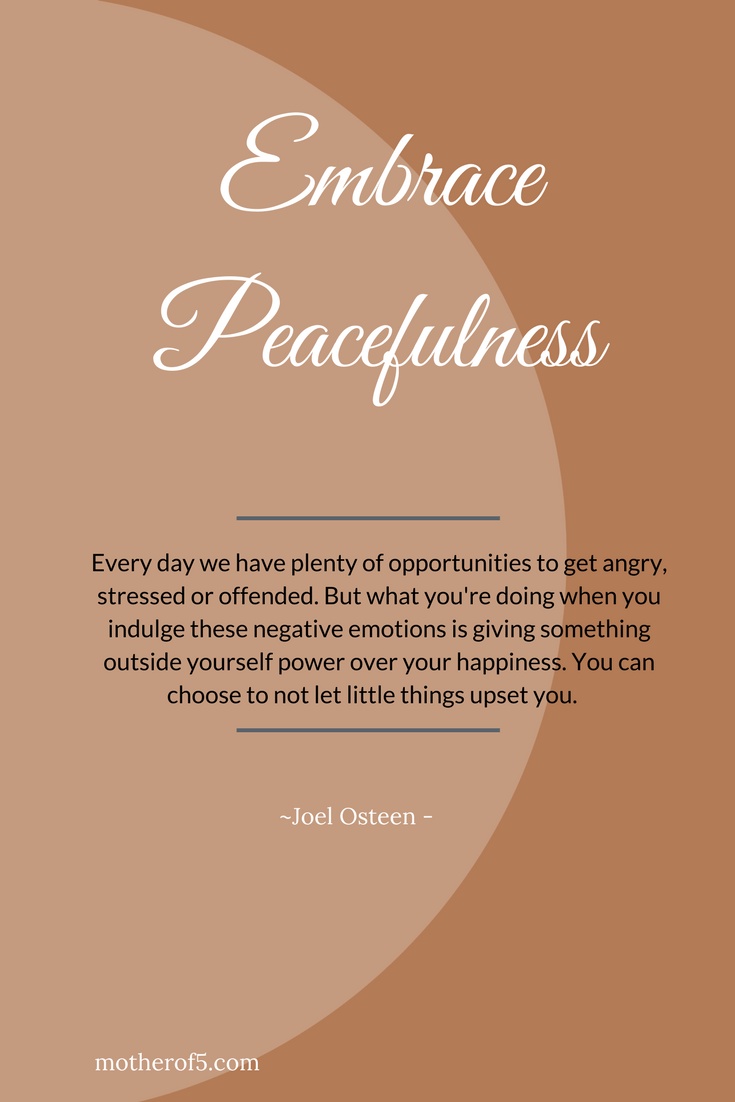 Embrace
Peacefulness
Every day we have plenty of opportunities to get angry,
stressed or offended. But what you're doing when you
indulge these negative emotions is giving something
outside yourself power over your happiness. You can
choose to not let little things upset you.
~Joel Osteen -
motherof5.com